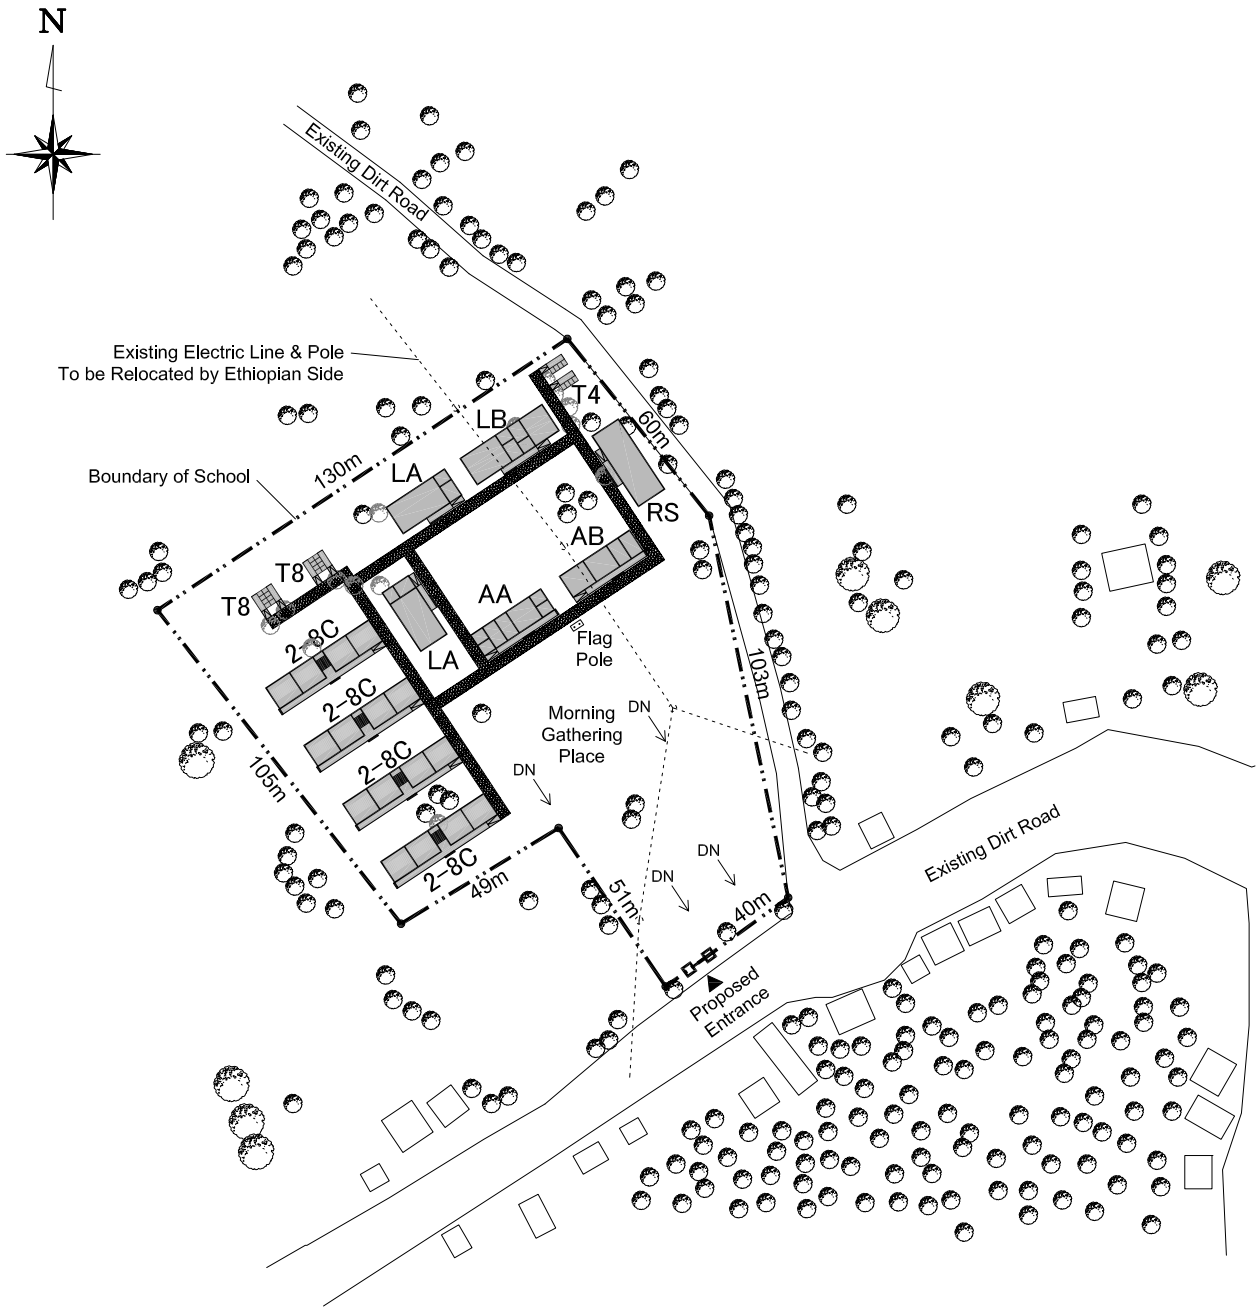 N
Existing Dirt Road
Existing Electric Line & Pole
To be Relocated by Ethiopian Side
T4
LB
60m
130m
LA
Boundary of School
RS
AB
T8
T8
AA
2-8C
Flag
Pole
LA
103m
2-8C
Morning
Gathering
Place
DN
2-8C
105m
DN
Existing Dirt Road
DN
2-8C
DN
49m
51m
40m
Proposed
Entrance